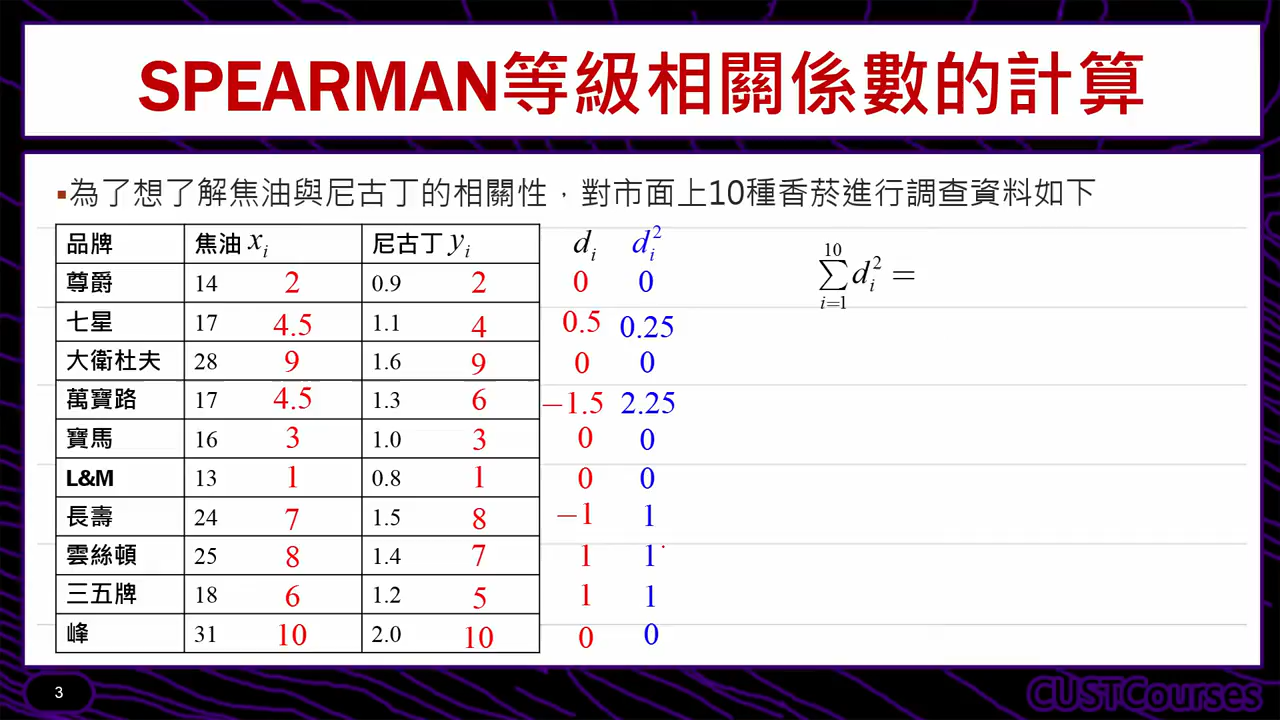 SPEARMAN等級相關係數的計算
▪為了想了解焦油與尼古丁的相關性，對市面上10種香菸進行調查資料如下
品牌 焦油 xᵢ 尼古丁 yᵢ dᵢ dᵢ²
尊爵 14 2 0.9 2 0 0
七星 17 4.5 1.1 4 0.5 0.25
大衛杜夫 28 9 1.6 9 0 0
萬寶路 17 4.5 1.3 6 −1.5 2.25
寶馬 16 3 1.0 3 0 0
L&M 13 1 0.8 1 0 0
長壽 24 7 1.5 8 −1 1
雲絲頓 25 8 1.4 7 1 1
三五牌 18 6 1.2 5 1 1
峰 31 10 2.0 10 0 0
10
∑dᵢ² =
i=1
3
CUSTCourses